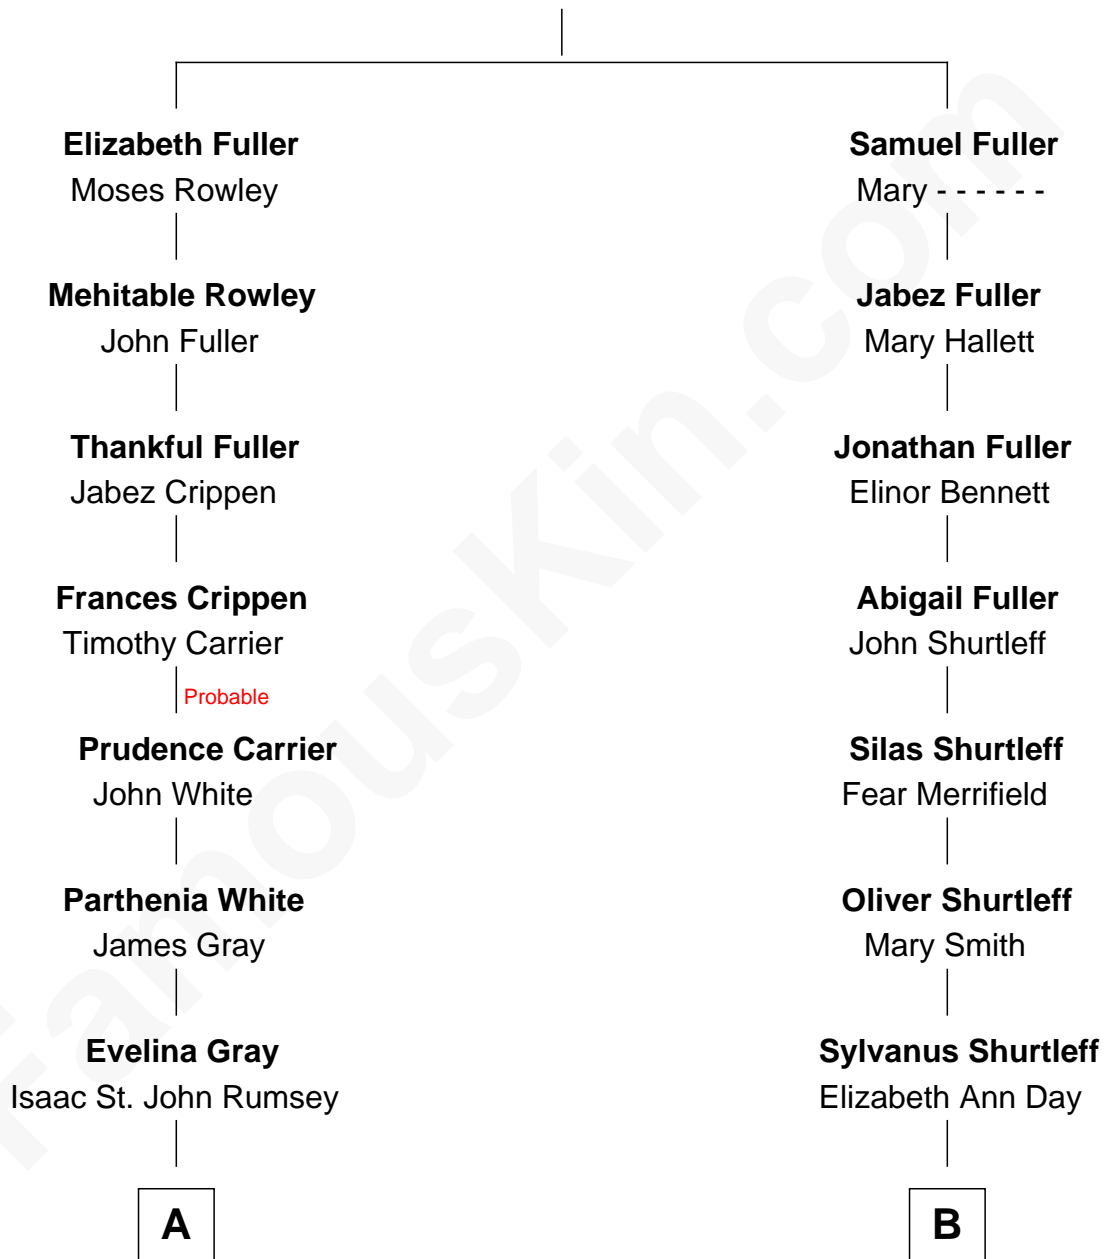 Elizabeth Fuller
Moses Rowley
Samuel Fuller
Mary - - - - - -
Mehitable Rowley
John Fuller
Jabez Fuller
Mary Hallett
Thankful Fuller
Jabez Crippen
Jonathan Fuller
Elinor Bennett
Frances Crippen
Timothy Carrier
Abigail Fuller
John Shurtleff
Probable
Prudence Carrier
John White
Silas Shurtleff
Fear Merrifield
Parthenia White
James Gray
Oliver Shurtleff
Mary Smith
Evelina Gray
Isaac St. John Rumsey
Sylvanus Shurtleff
Elizabeth Ann Day
A
B
FamousKin.com